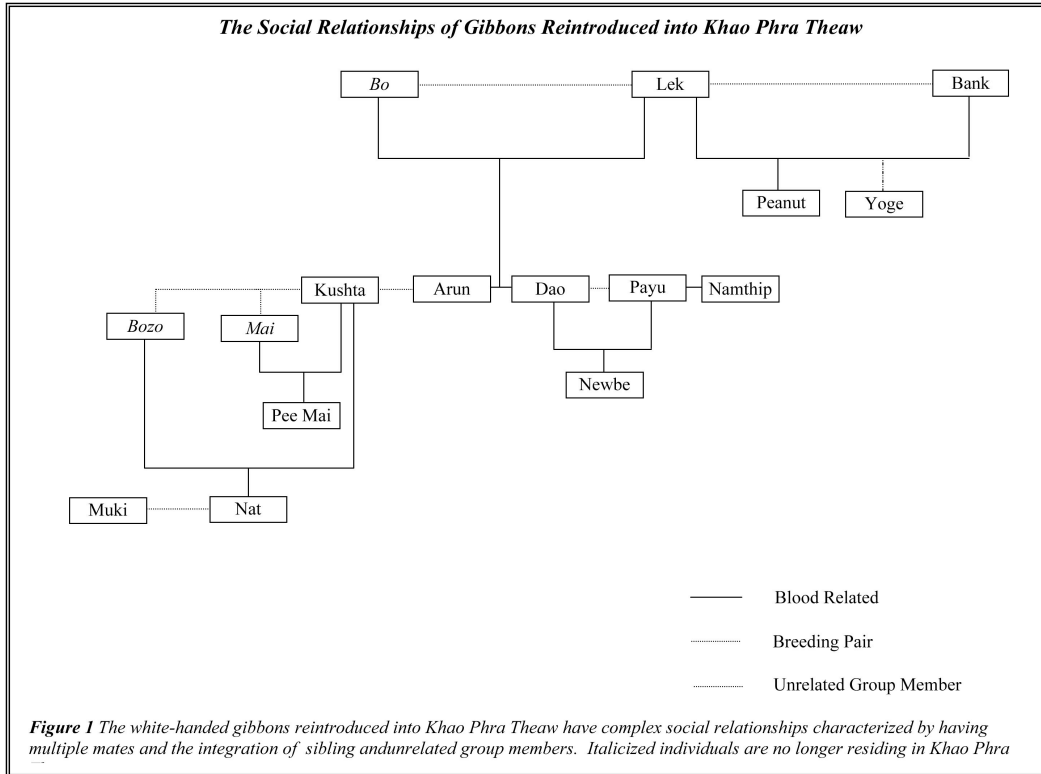 The Social Relationships of Gibbons Reintroduced into Khao Phra Theaw
Bo
Lek
Bank
Peanut
Yoge
Kushta
Arun
Dao
Payu
Namthip
Bozo
Mai
Newbe
Pee Mai
Muki
Nat
Blood Related
Breeding Pair
Unrelated Group Member
Figure 1 The white-handed gibbons reintroduced into Khao Phra Theaw have complex social relationships characterized by having
multiple mates and the integration of sibling andunrelated group members. Italicized individuals are no longer residing in Khao Phra